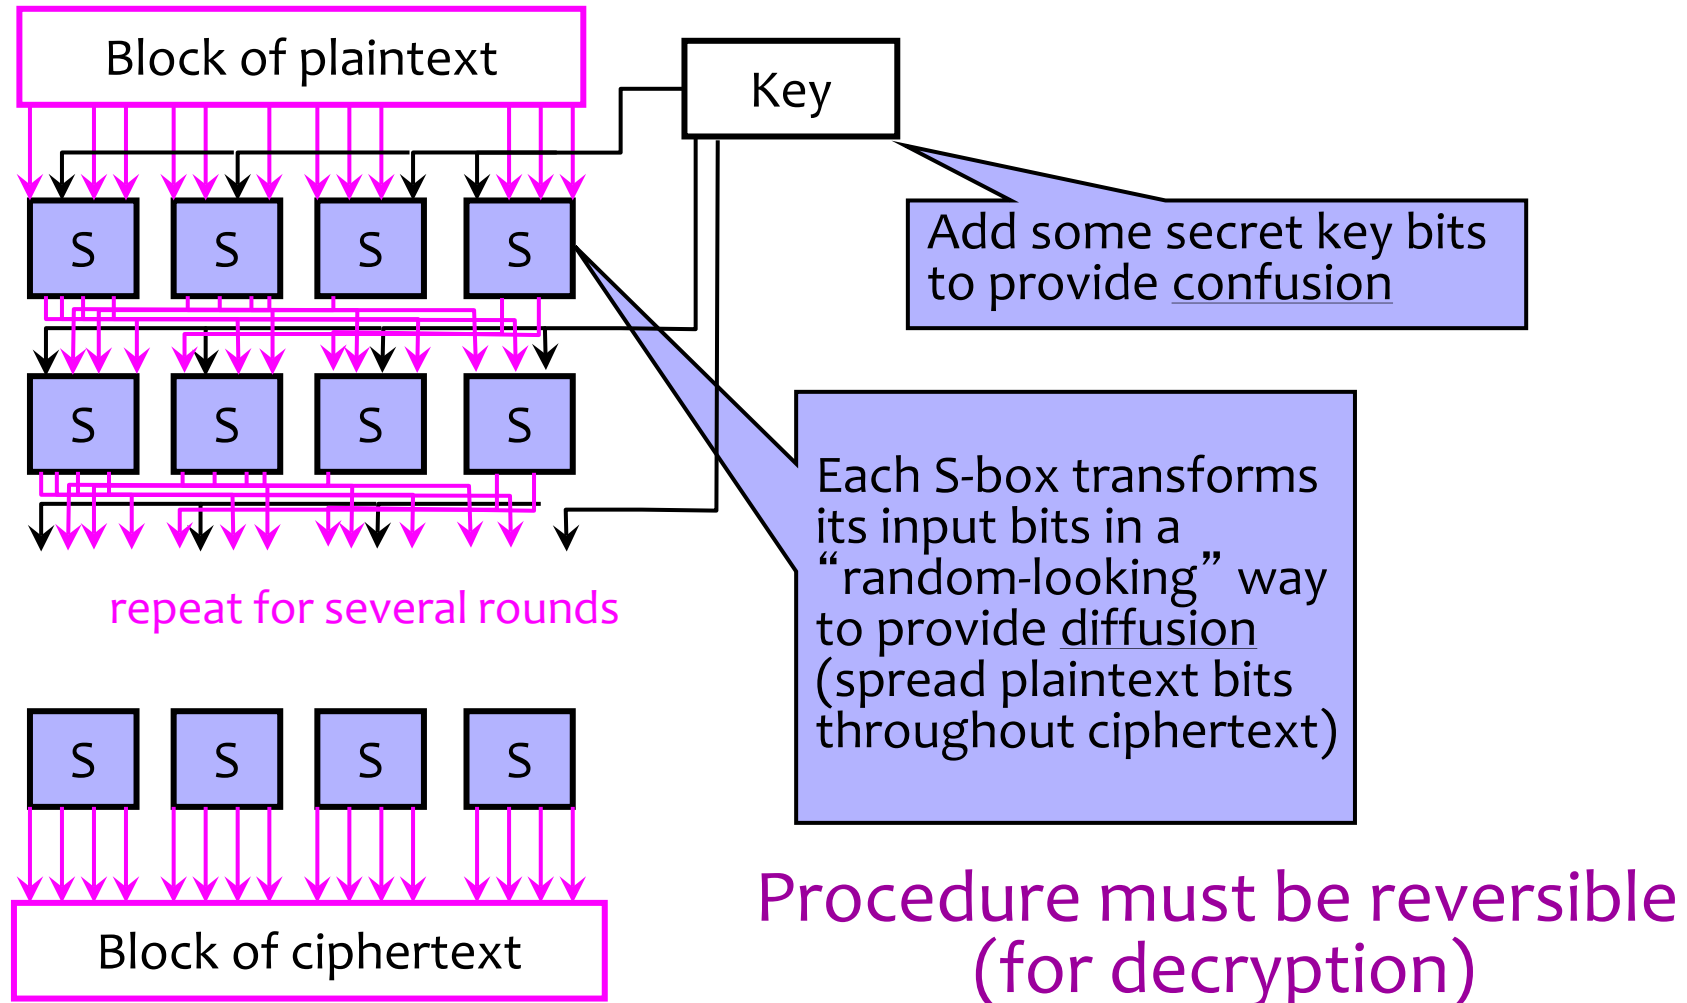 Block of plaintext
Key
S S S S
Add some secret key bits
to provide confusion
S S S S
Each S-box transforms
its input bits in a
“random-looking” way
to provide diffusion
(spread plaintext bits
throughout ciphertext)
repeat for several rounds
S S S S
Block of ciphertext
Procedure must be reversible
(for decryption)